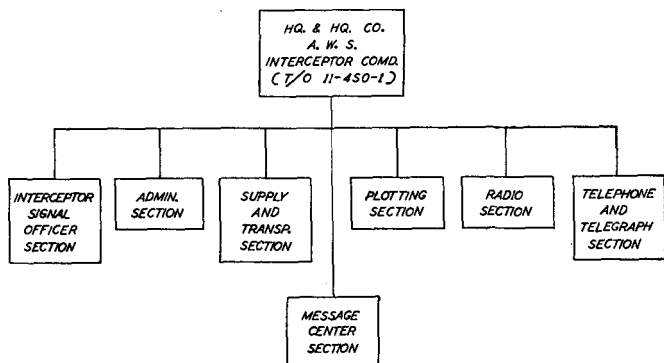 HQ. & HQ. CO.
A. W. S.
INTERCEPTOR COMD.
(T/O 11-450-1)
INTERCEPTOR
SIGNAL
OFFICER
SECTION
ADMIN.
SECTION
SUPPLY
AND
TRANSP.
SECTION
PLOTTING
SECTION
RADIO
SECTION
TELEPHONE
AND
TELEGRAPH
SECTION
MESSAGE
CENTER
SECTION